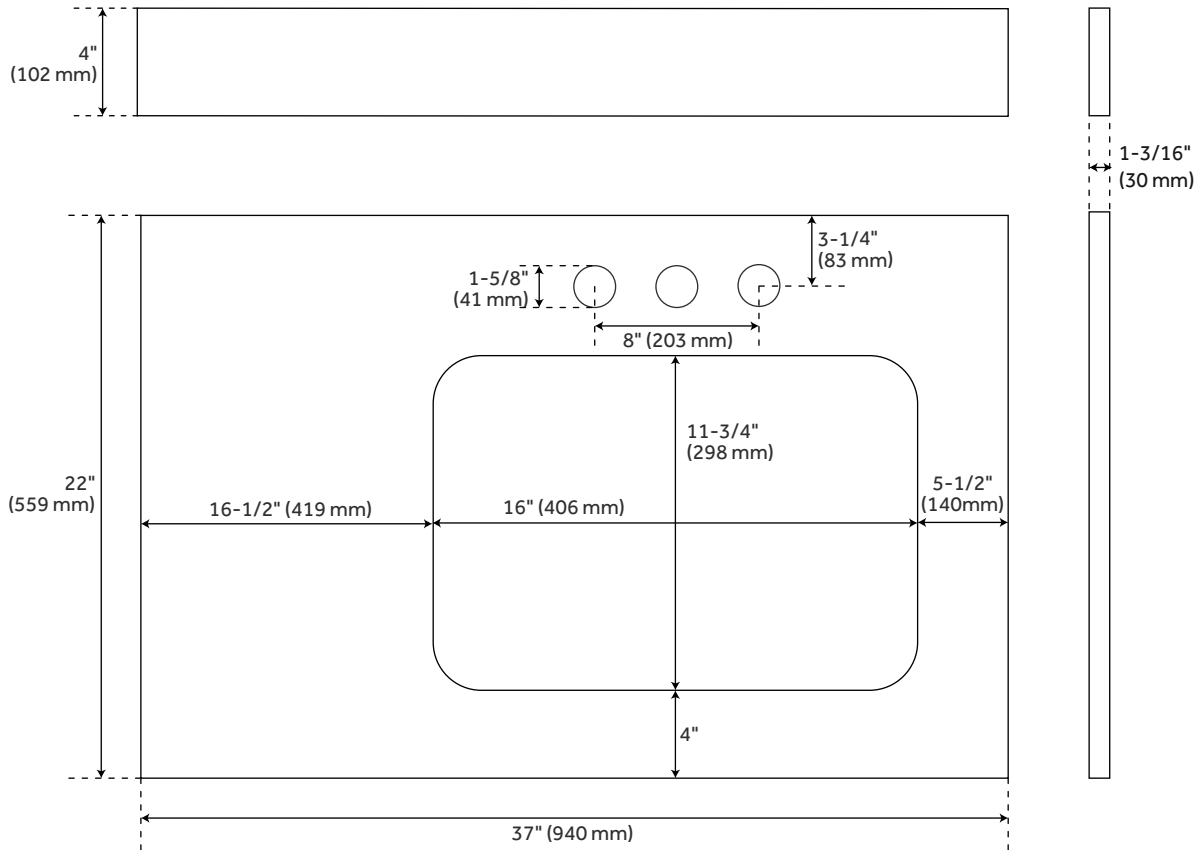 4"
(102 mm)
1-3/16"
(30 mm)
3-1/4"
(83 mm)
1-5/8"
(41 mm)
8" (203 mm)
11-3/4"
(298 mm)
22"
(559 mm)
16-1/2" (419 mm)
16" (406 mm)
5-1/2"
(140mm)
4"
37" (940 mm)